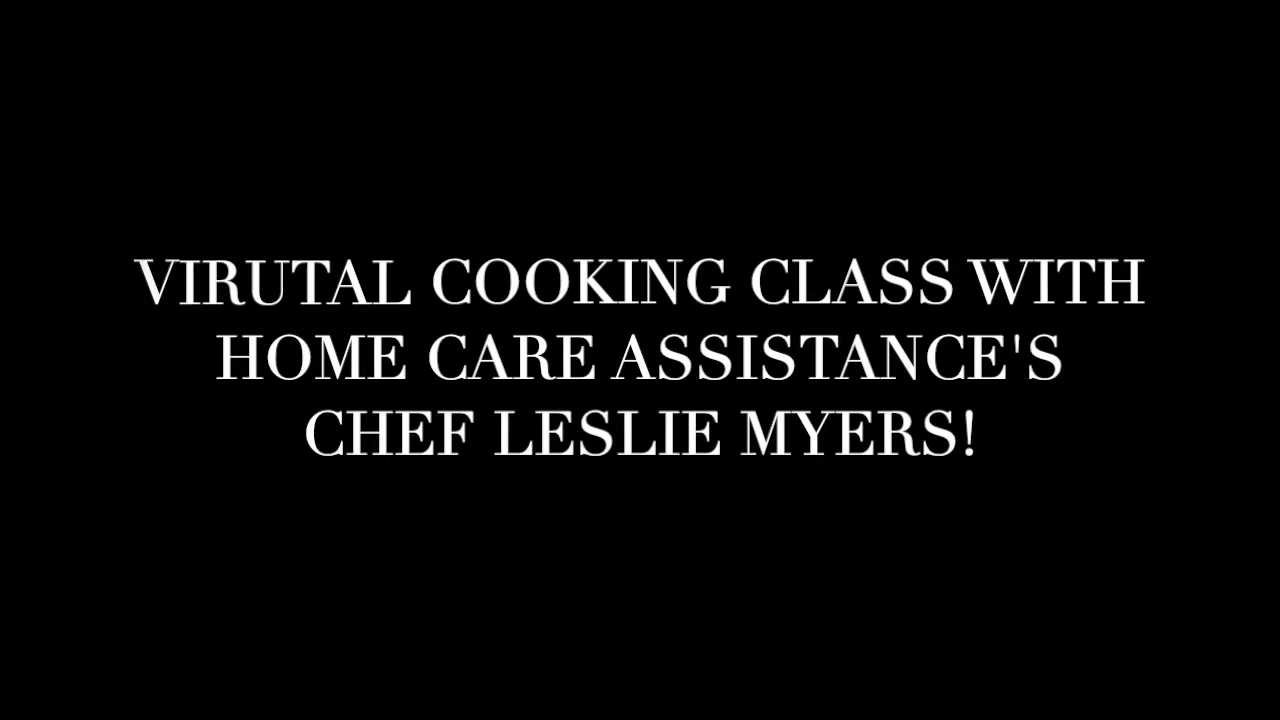 VIRUTAL COOKING CLASS WITH
HOME CARE ASSISTANCE'S
CHEF LESLIE MYERS!